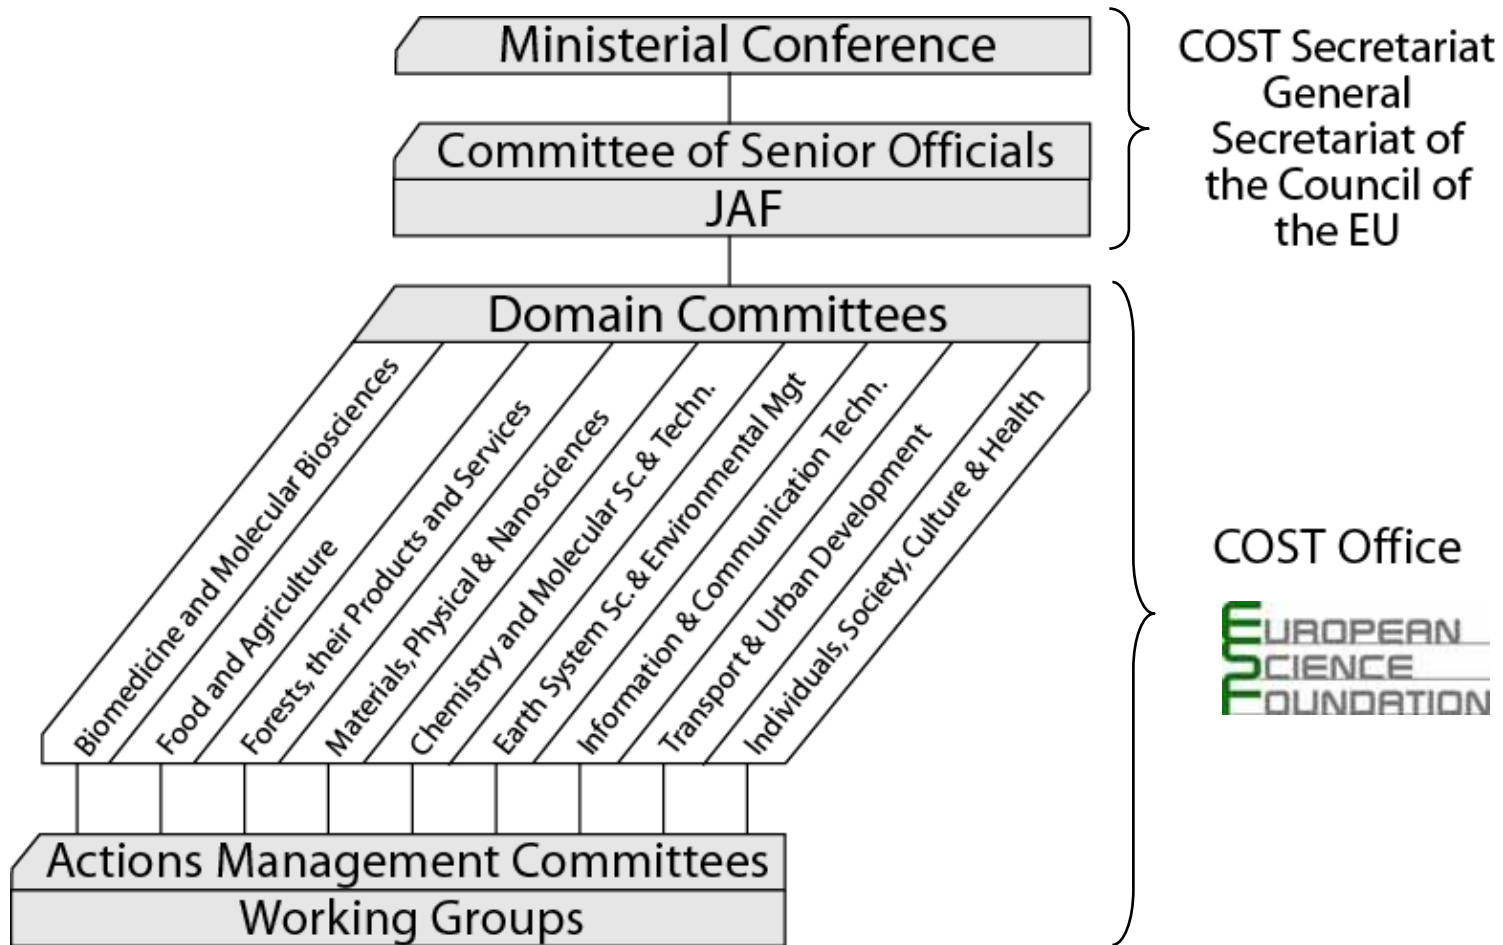 Ministerial Conference
COST Secretariat
General
Secretariat of
the Council of
the EU
Committee of Senior Officials
JAF
Domain Committees
Biomedicine and Molecular Biosciences
Food and Agriculture
Forests, their Products and Services
Materials, Physical & Nanosciences
Chemistry and Molecular Sc.& Techn.
Earth System Sc. & Environmental Mgt
Information & Communication Techn.
Transport & Urban Development
Individuals, Society, Culture & Health
COST Office
EUROPEAN
SCIENCE
FOUNDATION
Actions Management Committees
Working Groups